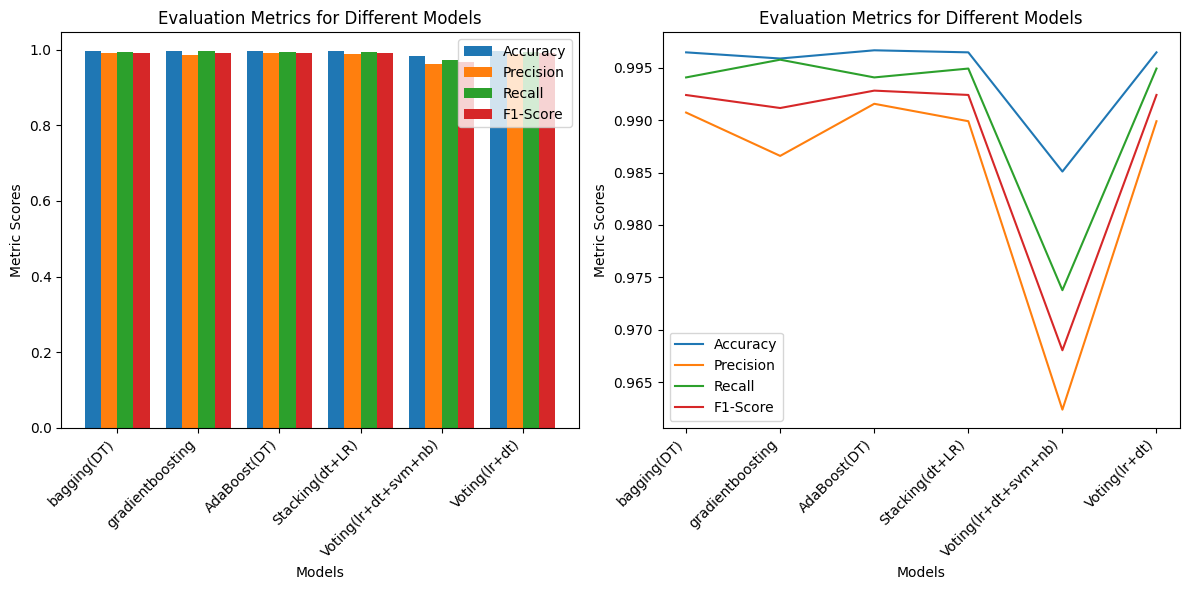 Evaluation Metrics for Different Models
Metric Scores
1.0
0.8
0.6
0.4
0.2
0.0
Accuracy
Precision
Recall
F1-Score
bagging(DT)
gradientboosting
AdaBoost(DT)
Stacking(dt+LR)
Voting(lr+dt+svm+nb)
Voting(lr+dt)
Models
Evaluation Metrics for Different Models
Metric Scores
0.995
0.990
0.985
0.980
0.975
0.970
0.965
Accuracy
Precision
Recall
F1-Score
bagging(DT)
gradientboosting
AdaBoost(DT)
Stacking(dt+LR)
Voting(lr+dt+svm+nb)
Voting(lr+dt)
Models